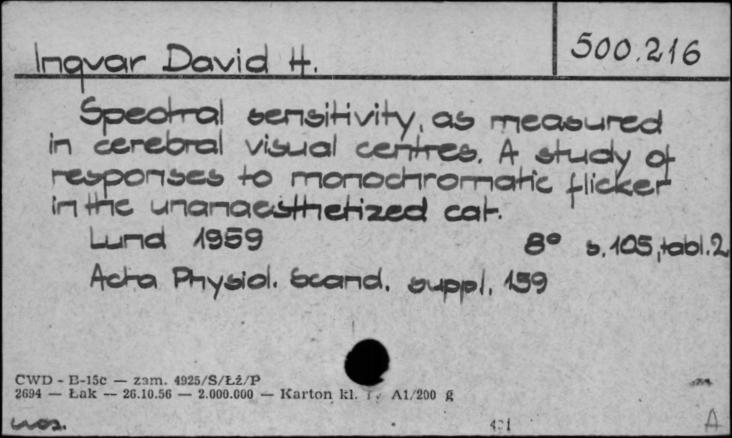 Ingvar David H.
500.216
Spectral sensitivity, as measured
in cerebral visual centres. A study of
responses to monochromatic flicker
in the unanaesthetized cat.
Lund 1959 8° s. 105, tabl. 2
Acta Physiol. Scand. suppl. 159
CWD - E-15c — zam. 4925/S/Łź/P
2694 — Łak — 26.10.56 — 2.000.000 — Karton kl. A1/200 g
A